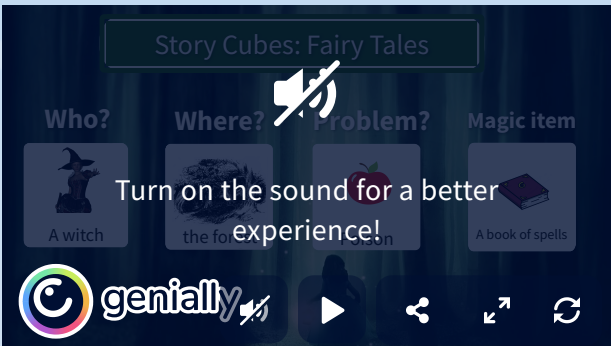 Story Cubes: Fairy Tales
Who? Where? Problem? Magic item
Turn on the sound for a better
experience!
A witch the forest Poison A book of spells
genially